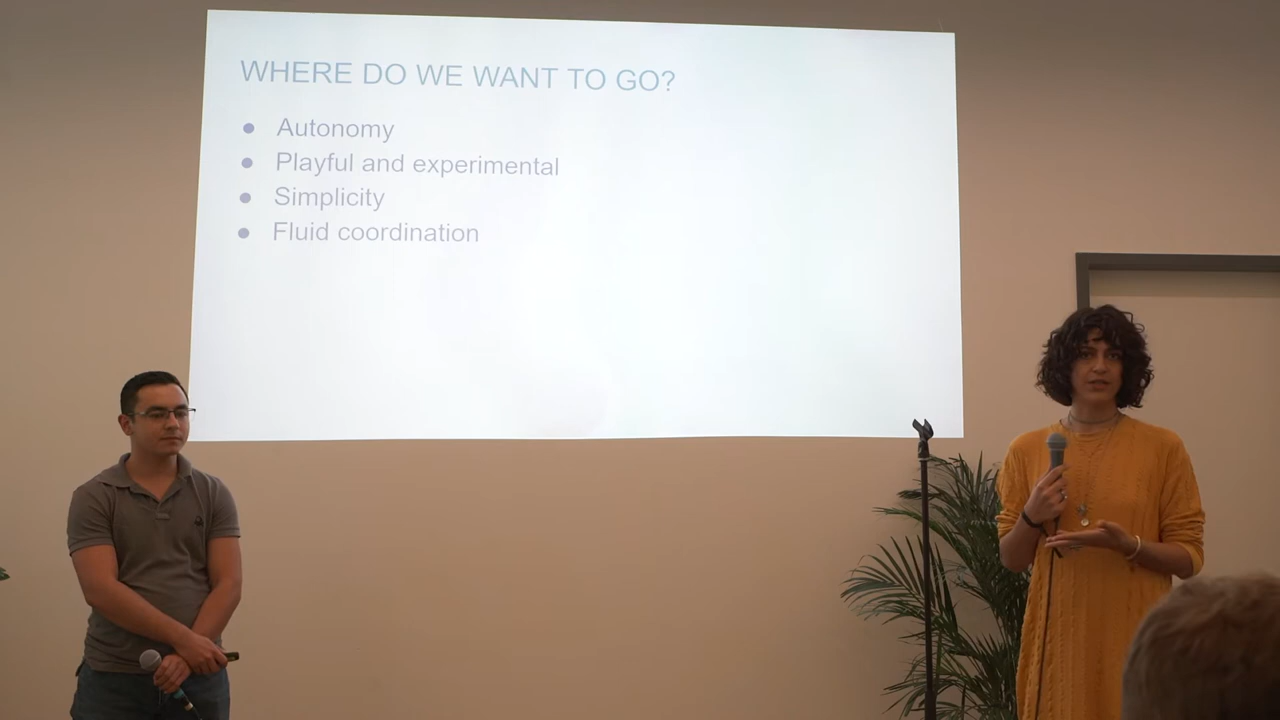 WHERE DO WE WANT TO GO?
● Autonomy
● Playful and experimental
● Simplicity
● Fluid coordination